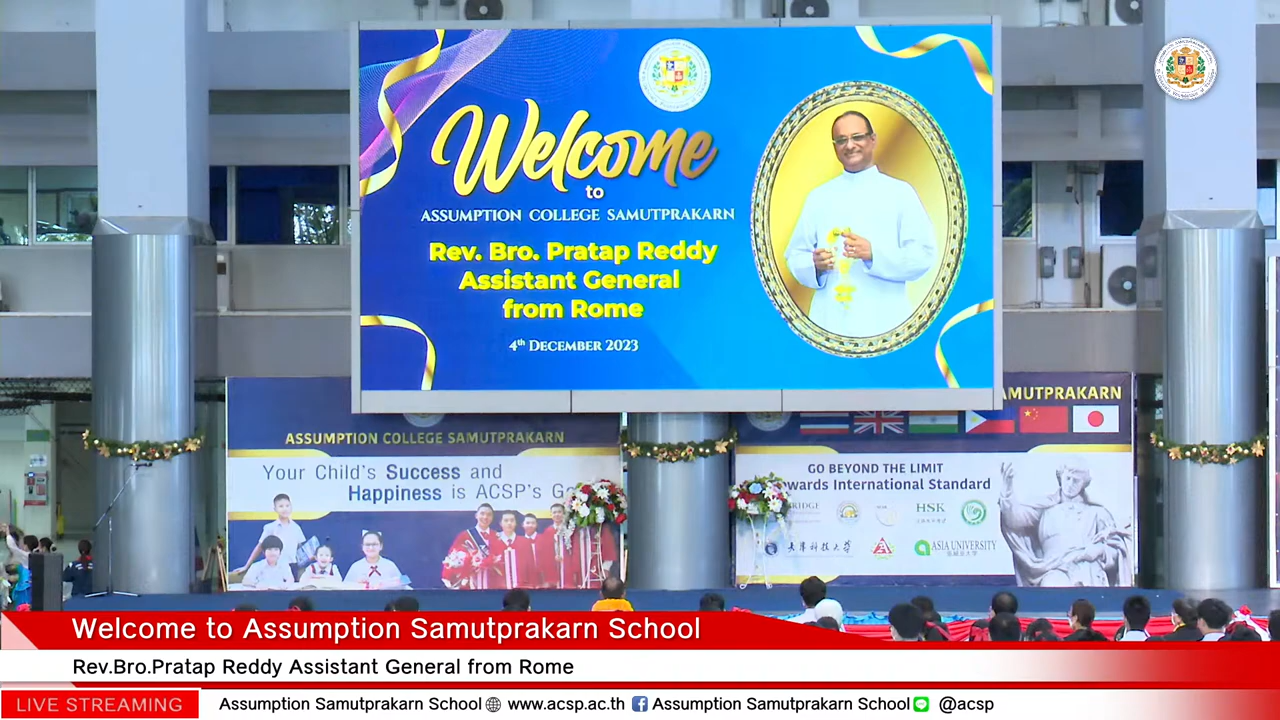 Welcome
to
ASSUMPTION COLLEGE SAMUTPRAKARN
Rev. Bro. Pratap Reddy
Assistant General
from Rome
4th DECEMBER 2023
ASSUMPTION COLLEGE SAMUTPRAKARN
Your Child's Success and
Happiness is ACSP's
AMUTPRAKARN
GO BEYOND THE LIMIT
wards International Standard
RIDGE
HSK
ASIA UNIVERSITY
Welcome to Assumption Samutprakarn School
Rev.Bro.Pratap Reddy Assistant General from Rome
LIVE STREAMING
Assumption Samutprakarn School www.acsp.ac.th Assumption Samutprakarn School @acsp